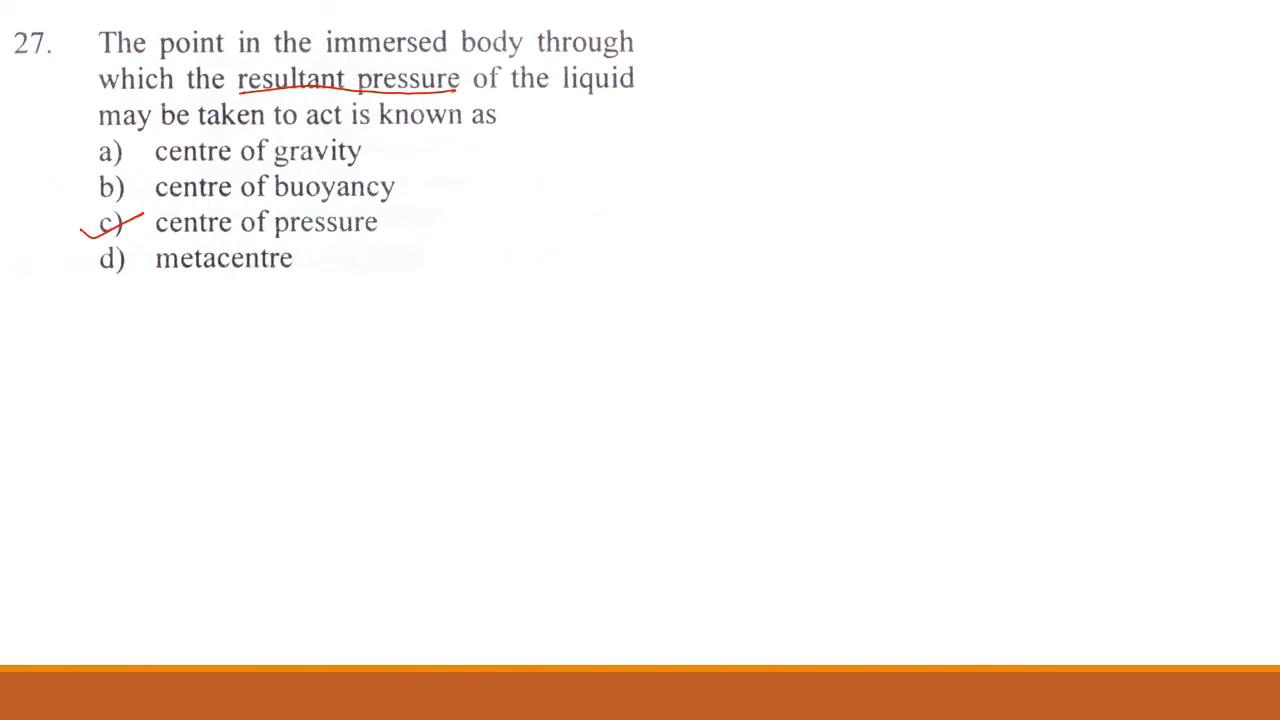 27. The point in the immersed body through
which the resultant pressure of the liquid
may be taken to act is known as
a) centre of gravity
b) centre of buoyancy
c) centre of pressure
d) metacentre